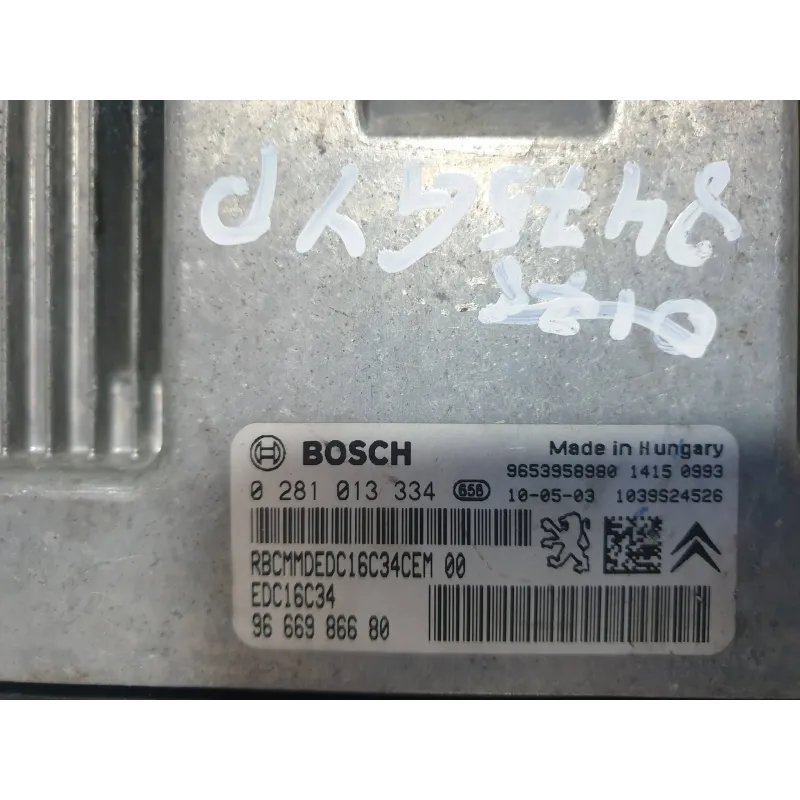 BOSCH
Made in Hungary
9653958980 1415 0993
0 281 013 334 658 10-05-03 1039S24526
RBCMMDEDC16C34CEM 00
EDC16C34
96 669 866 80